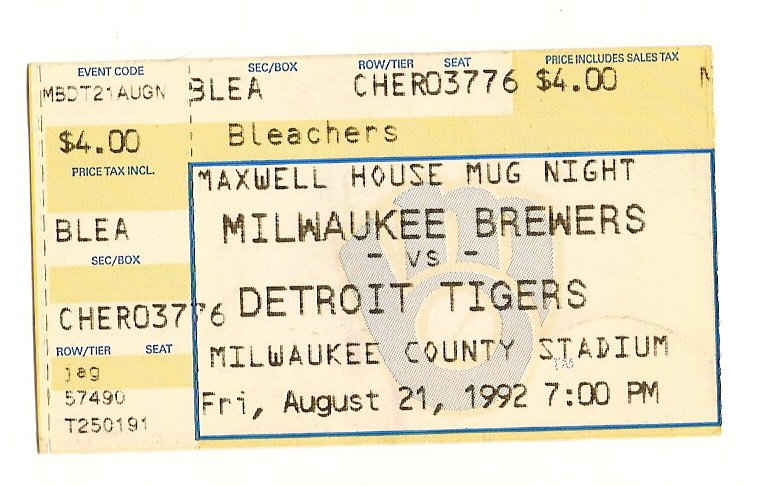 EVENT CODE
MBDT21AUGN
$4.00
PRICE TAX INCL.
BLEA
SEC/BOX
CHER03776
ROW/TIER SEAT
jag
57490
T250191
SEC/BOX ROW/TIER SEAT PRICE INCLUDES SALES TAX
BLEA CHER03776 $4.00
Bleachers
MAXWELL HOUSE MUG NIGHT
MILWAUKEE BREWERS
- vs -
DETROIT TIGERS
MILWAUKEE COUNTY STADIUM
Fri, August 21, 1992 7:00 PM